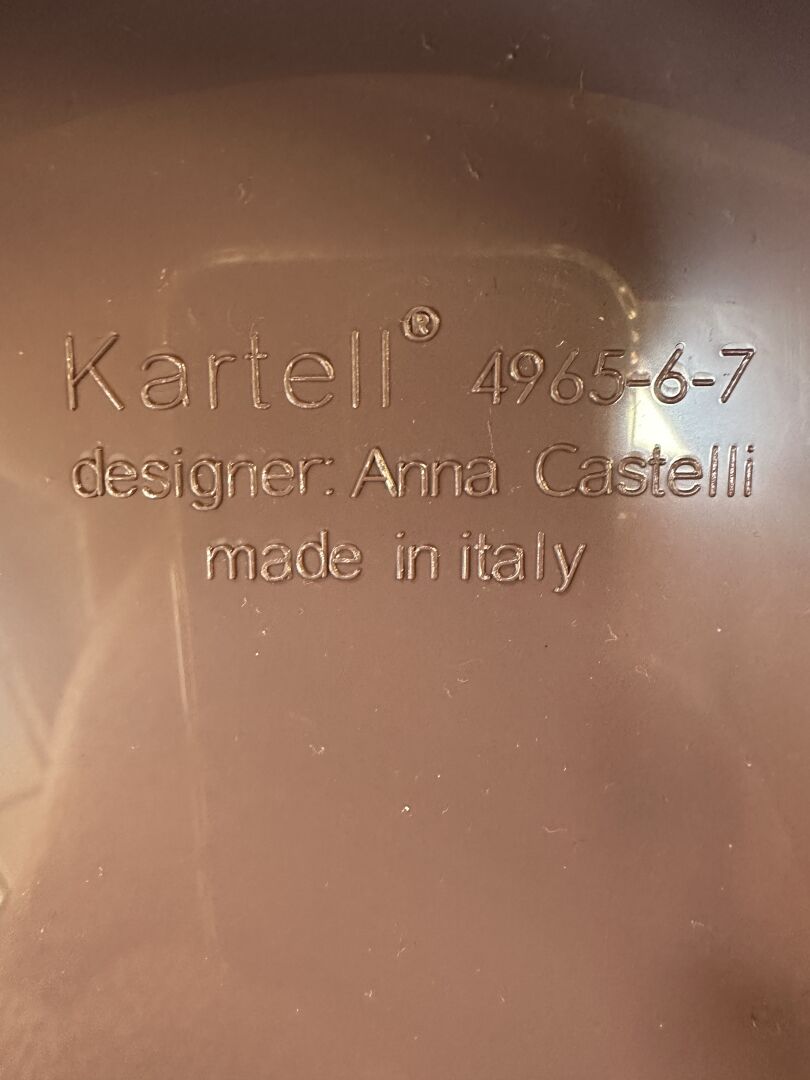 Kartell® 4965-6-7
designer: Anna Castelli
made in italy